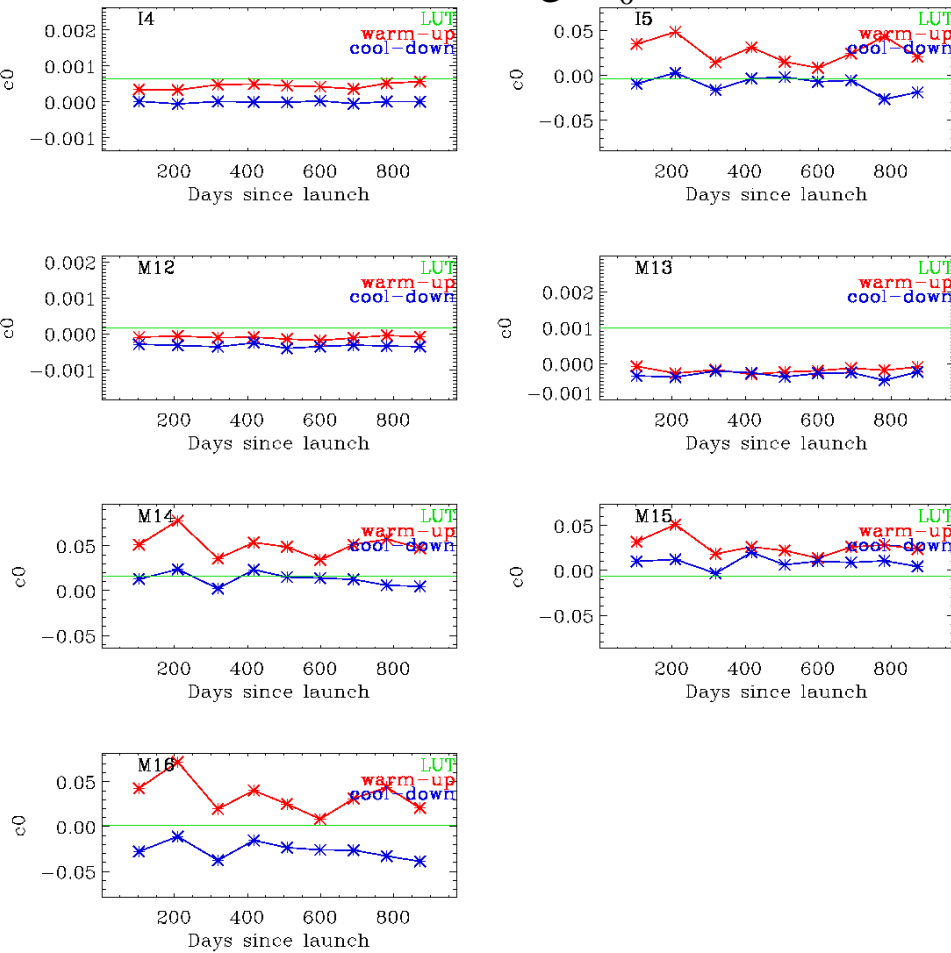 I4
LUT
warm-up
cool-down
0.002
0.001
0.000
−0.001
c0
200 400 600 800
Days since launch
I5
LUT
warm-up
cool-down
0.05
0.00
−0.05
c0
200 400 600 800
Days since launch
M12
LUT
warm-up
cool-down
0.002
0.001
0.000
−0.001
c0
200 400 600 800
Days since launch
M13
LUT
warm-up
cool-down
0.002
0.001
0.000
−0.001
c0
200 400 600 800
Days since launch
M14
LUT
warm-up
cool-down
0.05
0.00
−0.05
c0
200 400 600 800
Days since launch
M15
LUT
warm-up
cool-down
0.05
0.00
−0.05
c0
200 400 600 800
Days since launch
M16
LUT
warm-up
cool-down
0.05
0.00
−0.05
c0
200 400 600 800
Days since launch